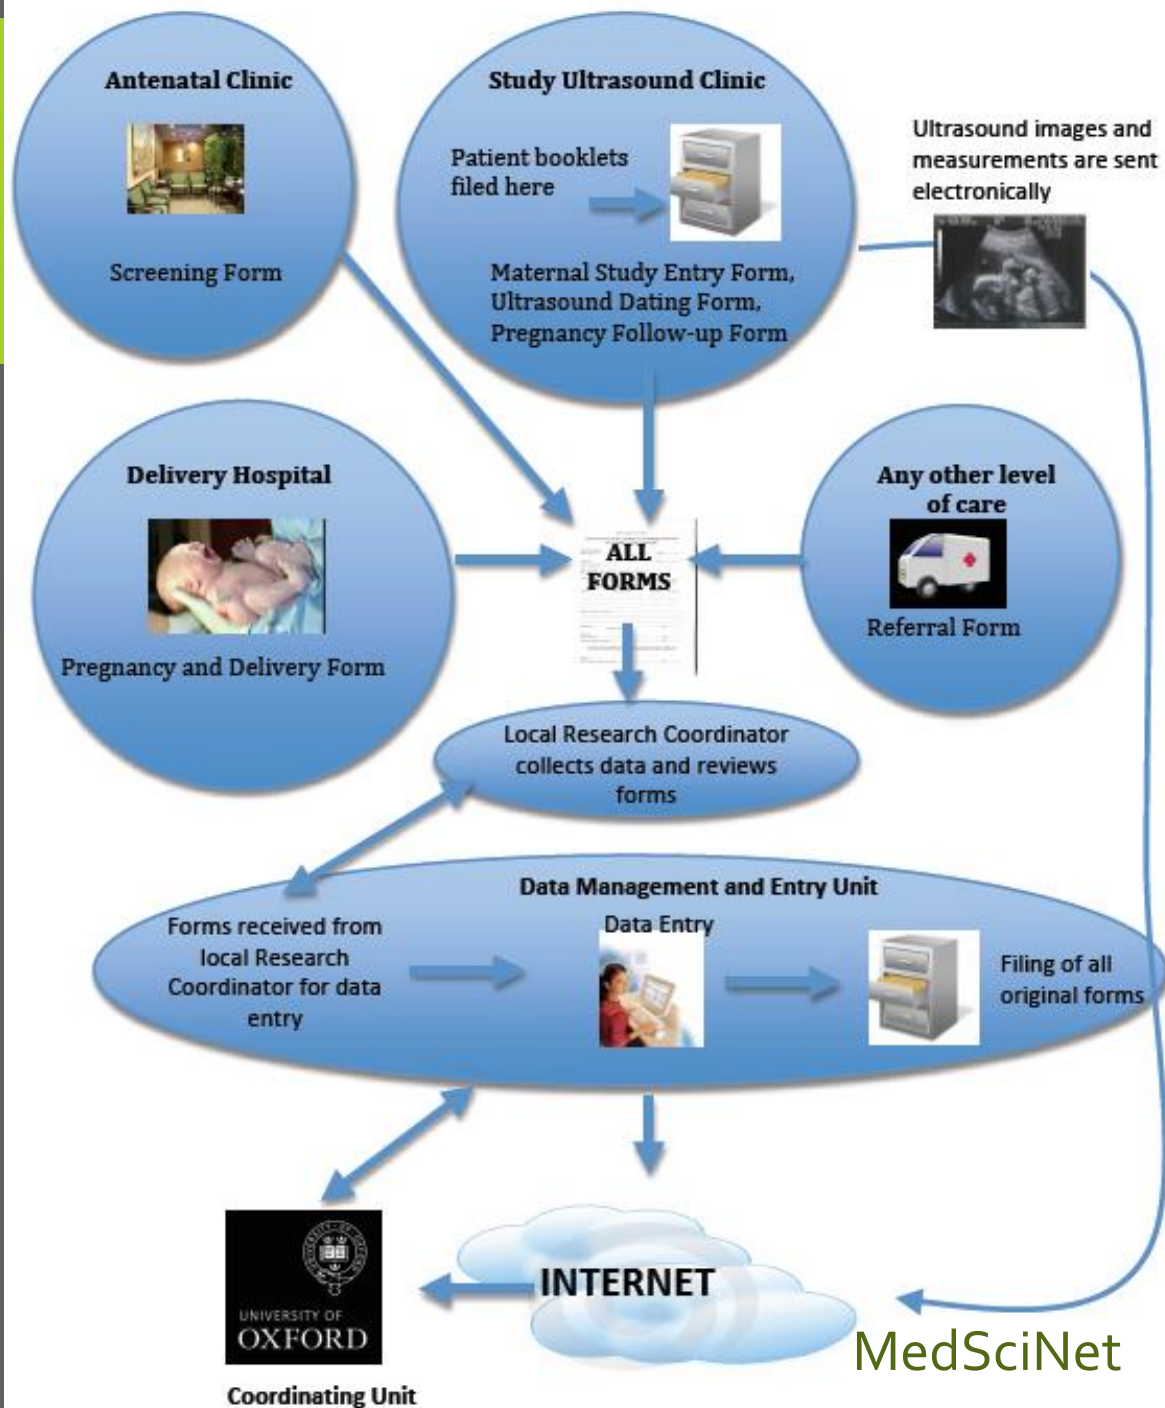 Antenatal Clinic
Screening Form
Study Ultrasound Clinic
Patient booklets
filed here
Maternal Study Entry Form,
Ultrasound Dating Form,
Pregnancy Follow-up Form
Ultrasound images and
measurements are sent
electronically
Delivery Hospital
Pregnancy and Delivery Form
ALL
FORMS
Any other level
of care
Referral Form
Local Research Coordinator
collects data and reviews
forms
Data Management and Entry Unit
Forms received from
local Research
Coordinator for data
entry
Data Entry
Filing of all
original forms
UNIVERSITY OF
OXFORD
Coordinating Unit
INTERNET
MedSciNet